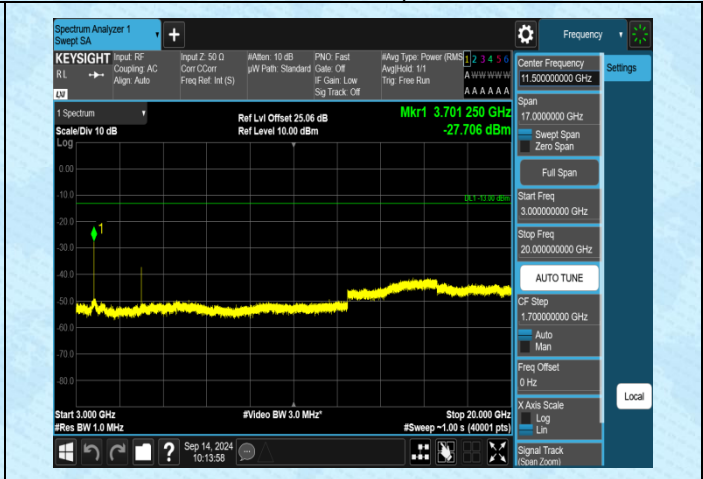 Spectrum Analyzer 1
Swept SA
Frequency
KEYSIGHT
RL
Input: RF
Coupling: AC
Align: Auto
Input Z: 50 Ω
Corr CCorr
Freq Ref: Int (S)
#Atten: 10 dB
µW Path: Standard
PNO: Fast
Gate: Off
IF Gain: Low
Sig Track: Off
#Avg Type: Power (RMS
Avg|Hold: 1/1
Trig: Free Run
1 2 3 4 5 6
A W W W W W
A A A A A A
1 Spectrum
Scale/Div 10 dB
Log
Ref Lvl Offset 25.06 dB
Ref Level 10.00 dBm
Mkr1 3.701 250 GHz
-27.706 dBm
0.00
-10.0
-20.0
-30.0
-40.0
-50.0
-60.0
-70.0
-80.0
DL1 -13.00 dBm
1
Start 3.000 GHz
#Res BW 1.0 MHz
#Video BW 3.0 MHz*
Stop 20.000 GHz
#Sweep ~1.00 s (40001 pts)
Sep 14, 2024
10:13:58
Center Frequency
11.500000000 GHz
Span
17.0000000 GHz
Swept Span
Zero Span
Full Span
Start Freq
3.000000000 GHz
Stop Freq
20.000000000 GHz
AUTO TUNE
CF Step
1.700000000 GHz
Auto
Man
Freq Offset
0 Hz
X Axis Scale
Log
Lin
Signal Track
(Span Zoom)
Settings
Local